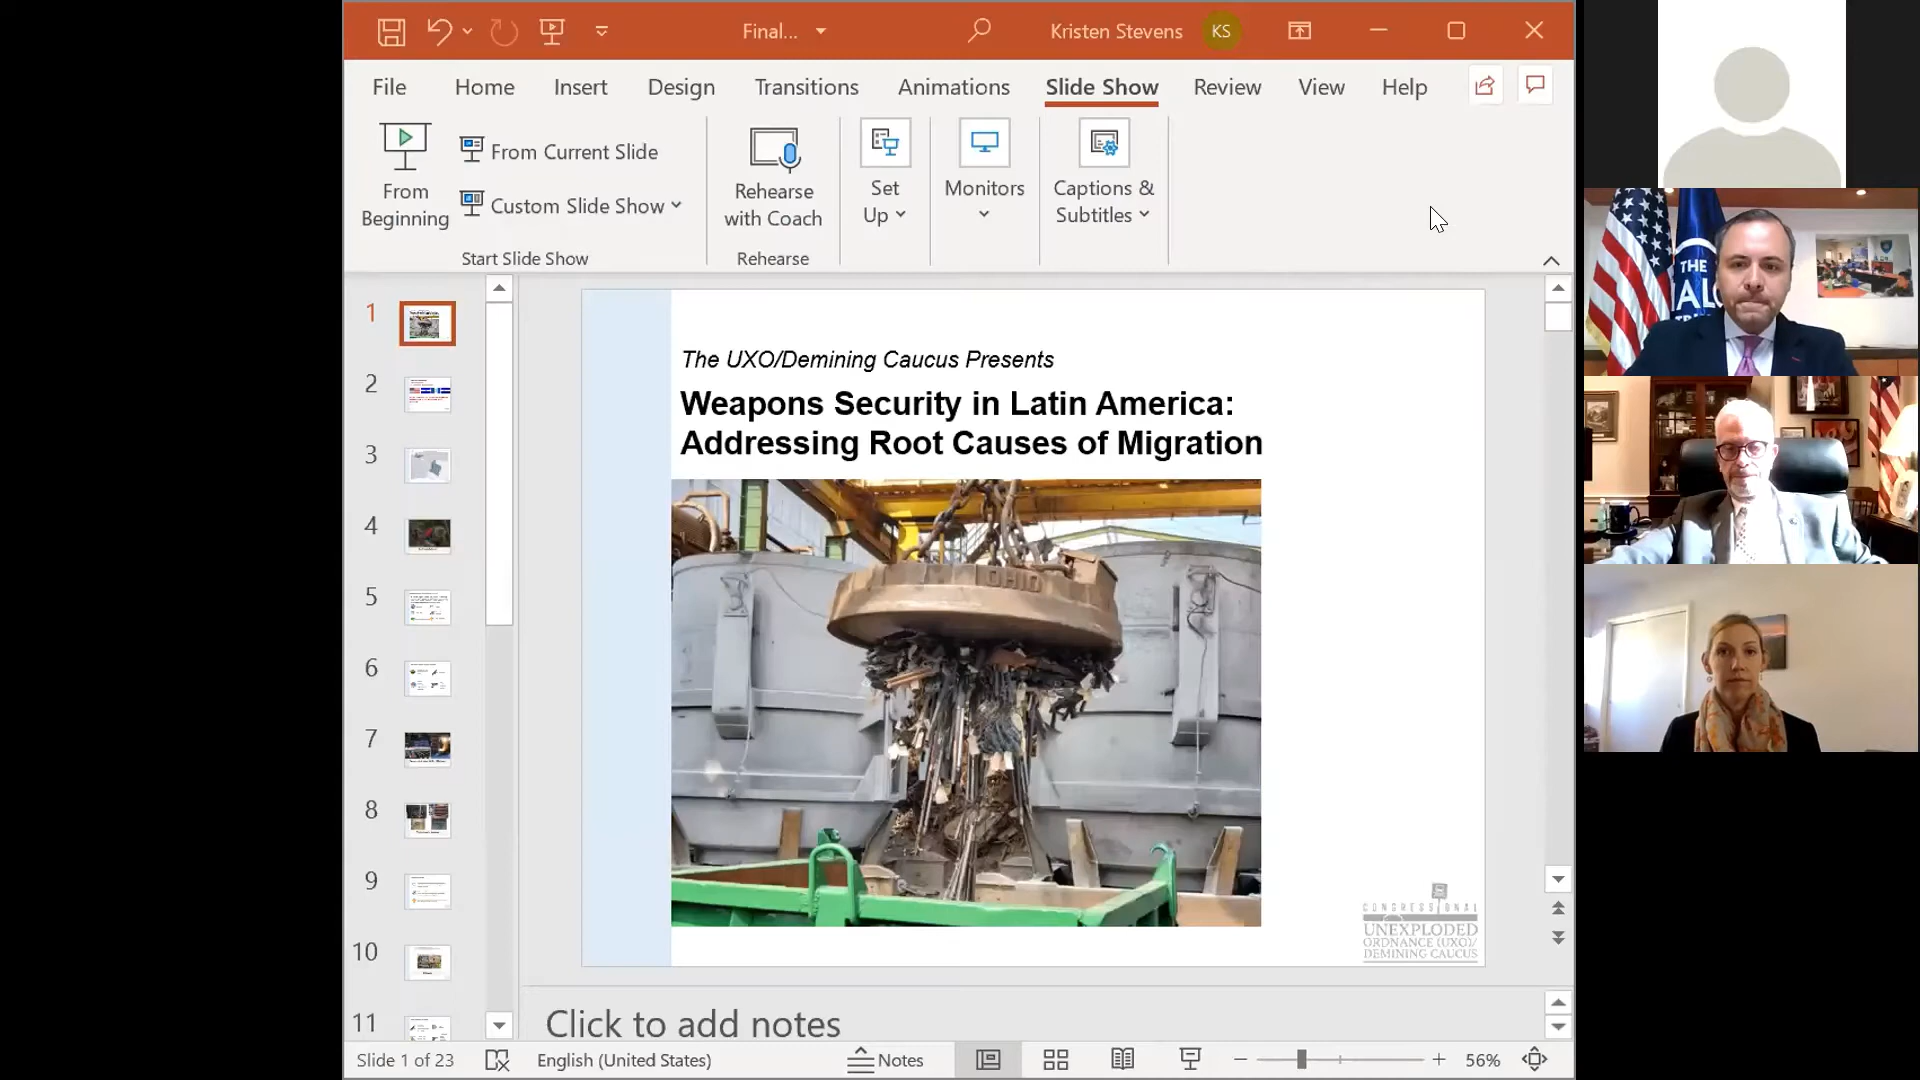 Final...
Kristen Stevens
KS
File
Home
Insert
Design
Transitions
Animations
Slide Show
Review
View
Help
From
Beginning
From Current Slide
Custom Slide Show
Start Slide Show
Rehearse
with Coach
Rehearse
Set
Up
Monitors
Captions &
Subtitles
1
2
3
4
5
6
7
8
9
10
11
The UXO/Demining Caucus Presents
Weapons Security in Latin America:
Addressing Root Causes of Migration
OHIO
CONGRESSIONAL
UNEXPLODED
ORDNANCE (UXO)/
DEMINING CAUCUS
Click to add notes
Slide 1 of 23
English (United States)
Notes
56%
THE